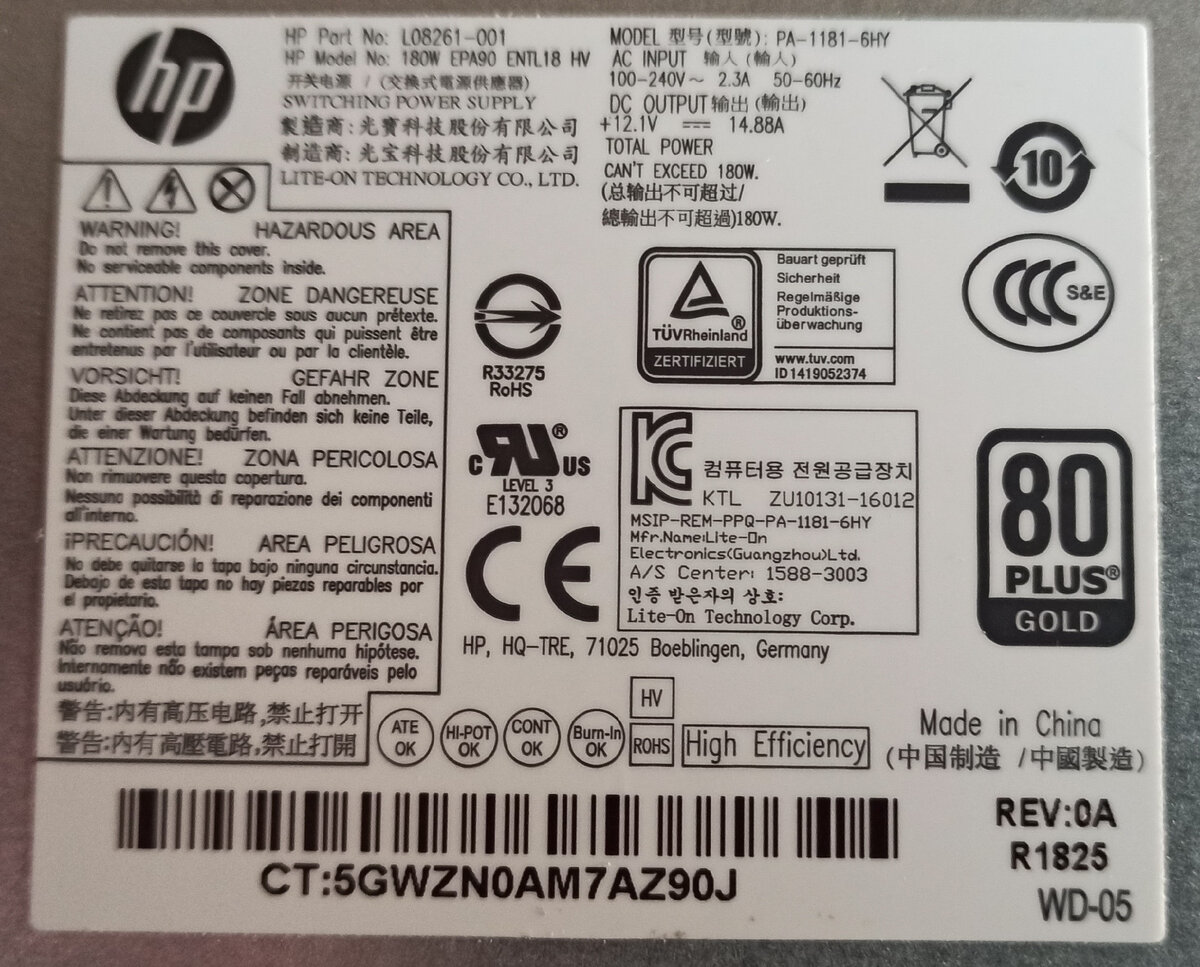 hp
HP Part No: L08261-001
HP Model No: 180W EPA90 ENTL18 HV
开关电源 / (交換式電源供應器)
SWITCHING POWER SUPPLY
製造商: 光寶科技股份有限公司
制造商: 光宝科技股份有限公司
LITE-ON TECHNOLOGY CO., LTD.
MODEL 型号(型號): PA-1181-6HY
AC INPUT 输入 (輸入)
100-240V~ 2.3A 50-60Hz
DC OUTPUT 输出 (輸出)
+12.1V ⎓ 14.88A
TOTAL POWER
CAN'T EXCEED 180W.
(总输出不可超过/
總輸出不可超過)180W.
10
WARNING! HAZARDOUS AREA
Do not remove this cover.
No serviceable components inside.
ATTENTION! ZONE DANGEREUSE
Ne retirez pas ce couvercle sous aucun prétexte.
Ne contient pas de composants qui puissent être
entretenus par l'utilisateur ou par la clientèle.
VORSICHT! GEFAHR ZONE
Diese Abdeckung auf keinen Fall abnehmen.
Unter dieser Abdeckung befinden sich keine Teile,
die einer Wartung bedürfen.
ATTENZIONE! ZONA PERICOLOSA
Non rimuovere questa copertura.
Nessuna possibilità di reparazione dei componenti
all'interno.
¡PRECAUCIÓN! AREA PELIGROSA
No debe quitarse la tapa bajo ninguna circunstancia.
Debajo de esta tapa no hay piezas reparables por
el propietario.
ATENÇÃO! ÁREA PERIGOSA
Não remova esta tampa sob nenhuma hipótese.
Internamente não existem peças reparáveis pelo
usuário.
警告:内有高压电路,禁止打开
警告:內有高壓電路,禁止打開
R33275
RoHS
TÜVRheinland®
ZERTIFIZIERT
Bauart geprüft
Sicherheit
Regelmäßige
Produktions-
überwachung
www.tuv.com
ID 1419052374
CCC S&E
c RU ® US
LEVEL 3
E132068
CE
KC 컴퓨터용 전원공급장치
KTL ZU10131-16012
MSIP-REM-PPQ-PA-1181-6HY
Mfr.Name:Lite-On
Electronics(Guangzhou)Ltd.
A/S Center: 1588-3003
인증 받은자의 상호:
Lite-On Technology Corp.
80
PLUS®
GOLD
HP, HQ-TRE, 71025 Boeblingen, Germany
ATE OK
HI-POT OK
CONT OK
Burn-In OK
HV
ROHS
High Efficiency
Made in China
(中国制造 /中國製造)
CT:5GWZN0AM7AZ90J
REV:0A
R1825
WD-05